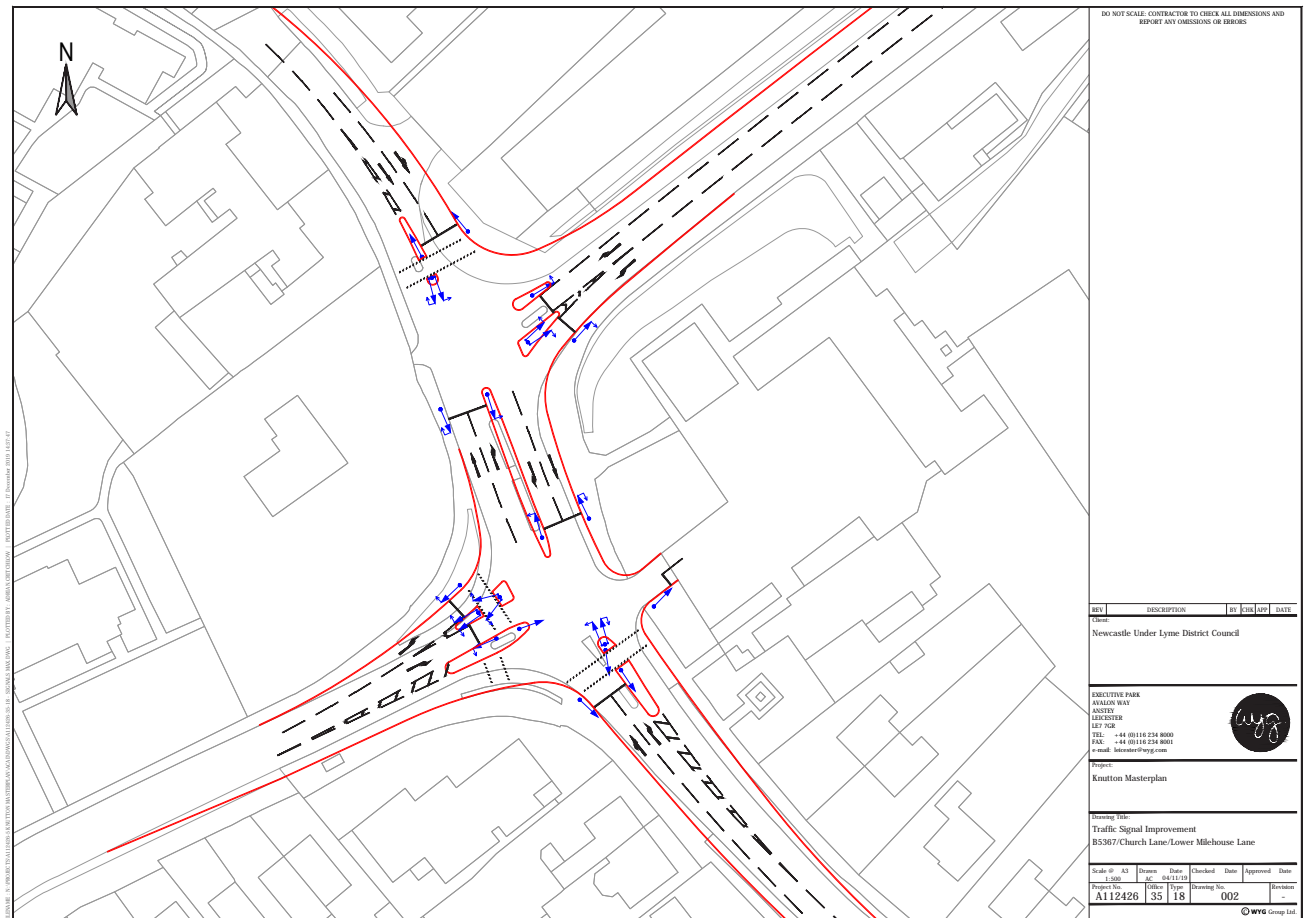 DO NOT SCALE: CONTRACTOR TO CHECK ALL DIMENSIONS AND
REPORT ANY OMISSIONS OR ERRORS
N
REV DESCRIPTION BY CHK APP DATE
Client:
Newcastle Under Lyme District Council
EXECUTIVE PARK
AVALON WAY
ANSTEY
LEICESTER
LE7 7GR
TEL: +44 (0)116 234 8000
FAX: +44 (0)116 234 8001
e-mail: leicester@wyg.com
wyg
Project:
Knutton Masterplan
Drawing Title:
Traffic Signal Improvement
B5367/Church Lane/Lower Milehouse Lane
Scale @ A3 Drawn Date Checked Date Approved Date
1:500 AC 04/11/19
Project No. Office Type Drawing No. Revision
A112426 35 18 002 -
© WYG Group Ltd.